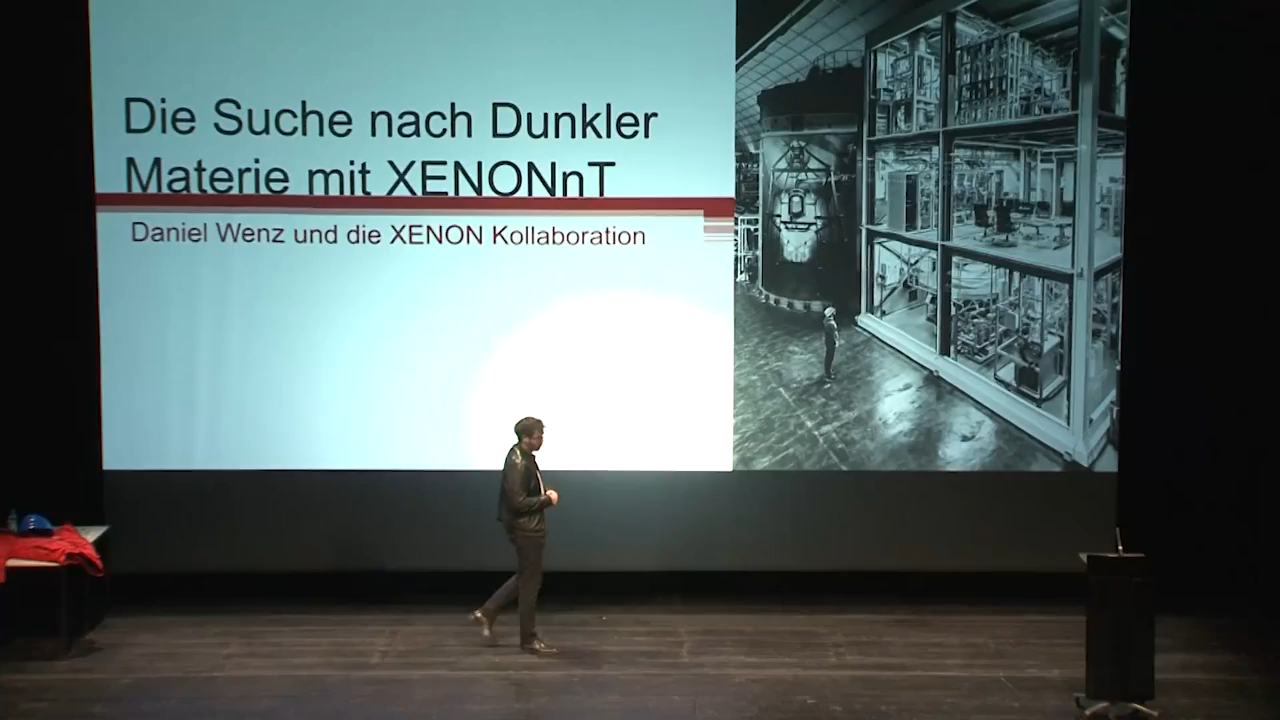 Die Suche nach Dunkler
Materie mit XENONnT
Daniel Wenz und die XENON Kollaboration